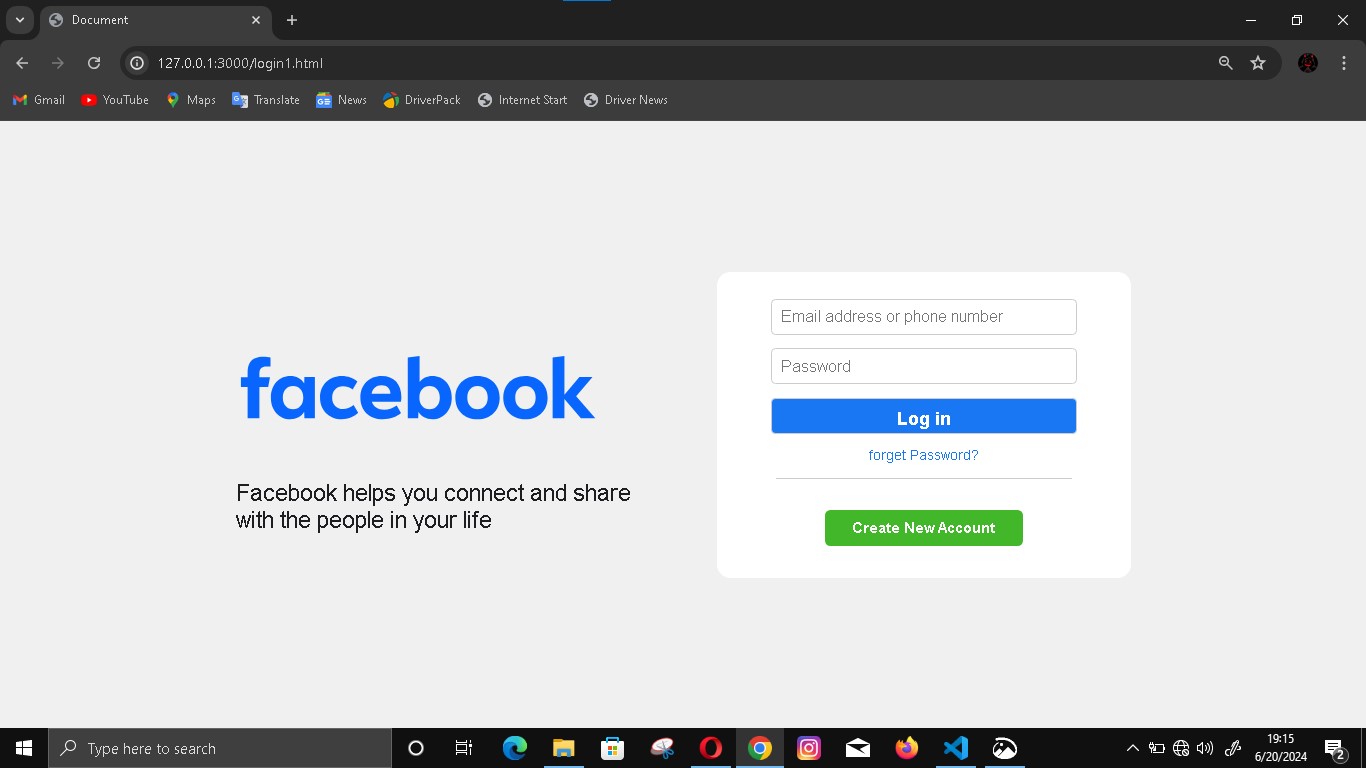 Document
127.0.0.1:3000/login1.html
Gmail YouTube Maps Translate News DriverPack Internet Start Driver News
Email address or phone number
Password
facebook
Log in
forget Password?
Facebook helps you connect and share
with the people in your life
Create New Account
Type here to search
19:15
6/20/2024
2